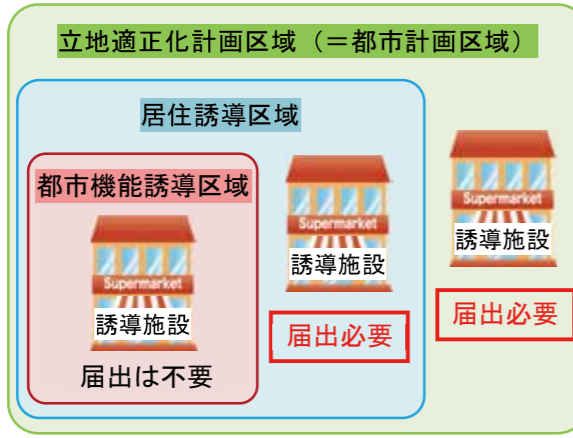 立地適正化計画区域（＝都市計画区域）
居住誘導区域
都市機能誘導区域
Supermarket
誘導施設
届出は不要
Supermarket
誘導施設
届出必要
Supermarket
誘導施設
届出必要